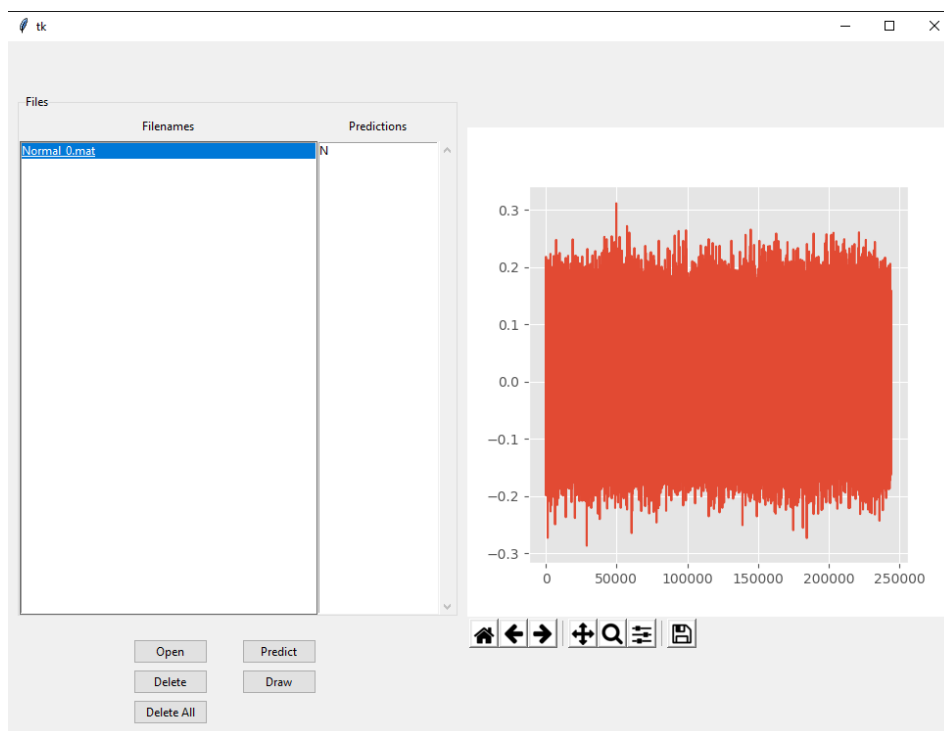 tk
Files
Filenames Predictions
Normal_0.mat N
0.3
0.2
0.1
0.0
−0.1
−0.2
−0.3
0 50000 100000 150000 200000 250000
Open Predict
Delete Draw
Delete All